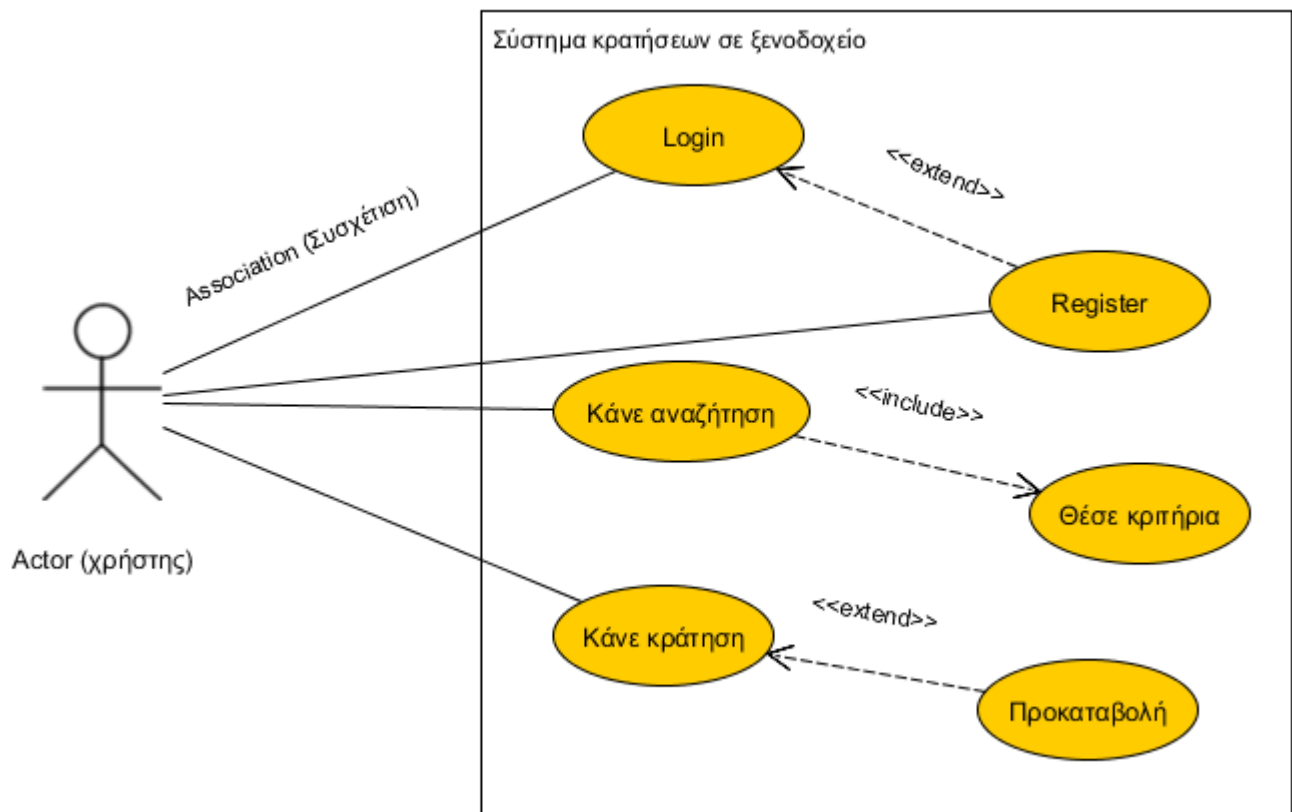 Σύστημα κρατήσεων σε ξενοδοχείο
Login
<<extend>>
Association (Συσχέτιση)
Register
Κάνε αναζήτηση
<<include>>
Θέσε κριτήρια
Actor (χρήστης)
Κάνε κράτηση
<<extend>>
Προκαταβολή